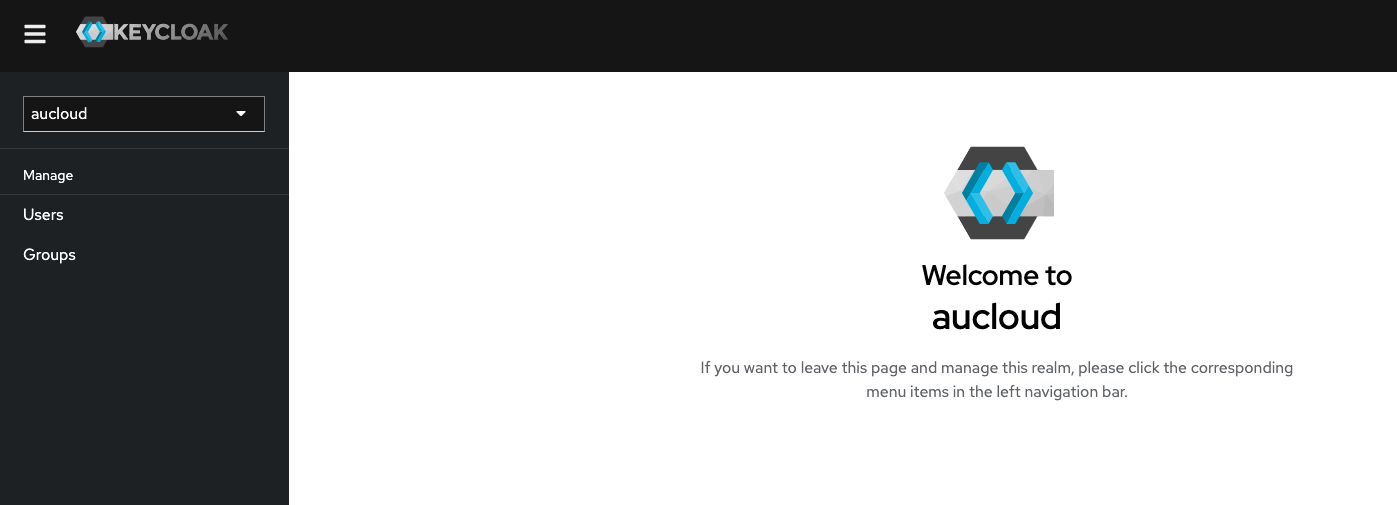 KEYCLOAK
aucloud
Manage
Users
Groups
Welcome to
aucloud
If you want to leave this page and manage this realm, please click the corresponding
menu items in the left navigation bar.